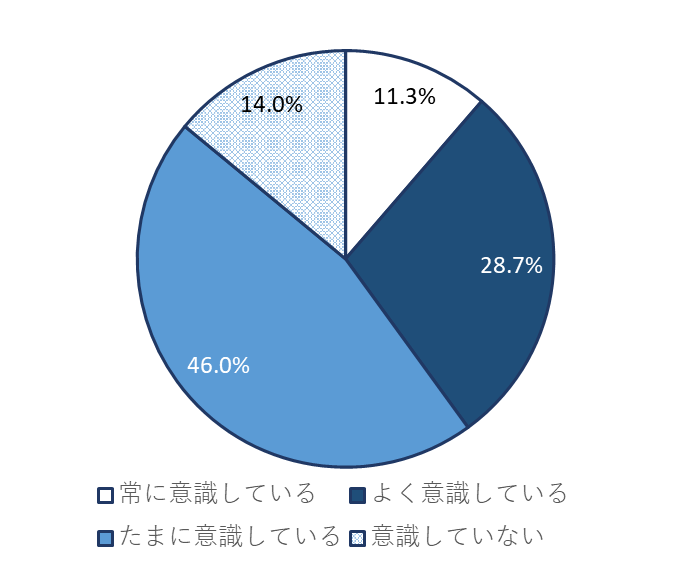 14.0%
11.3%
28.7%
46.0%
常に意識している
よく意識している
たまに意識している
意識していない